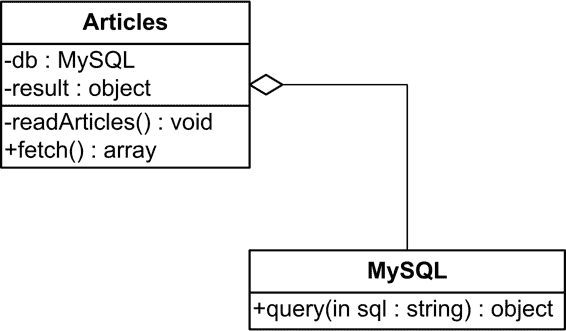 Articles
-db : MySQL
-result : object
-readArticles() : void
+fetch() : array
MySQL
+query(in sql : string) : object